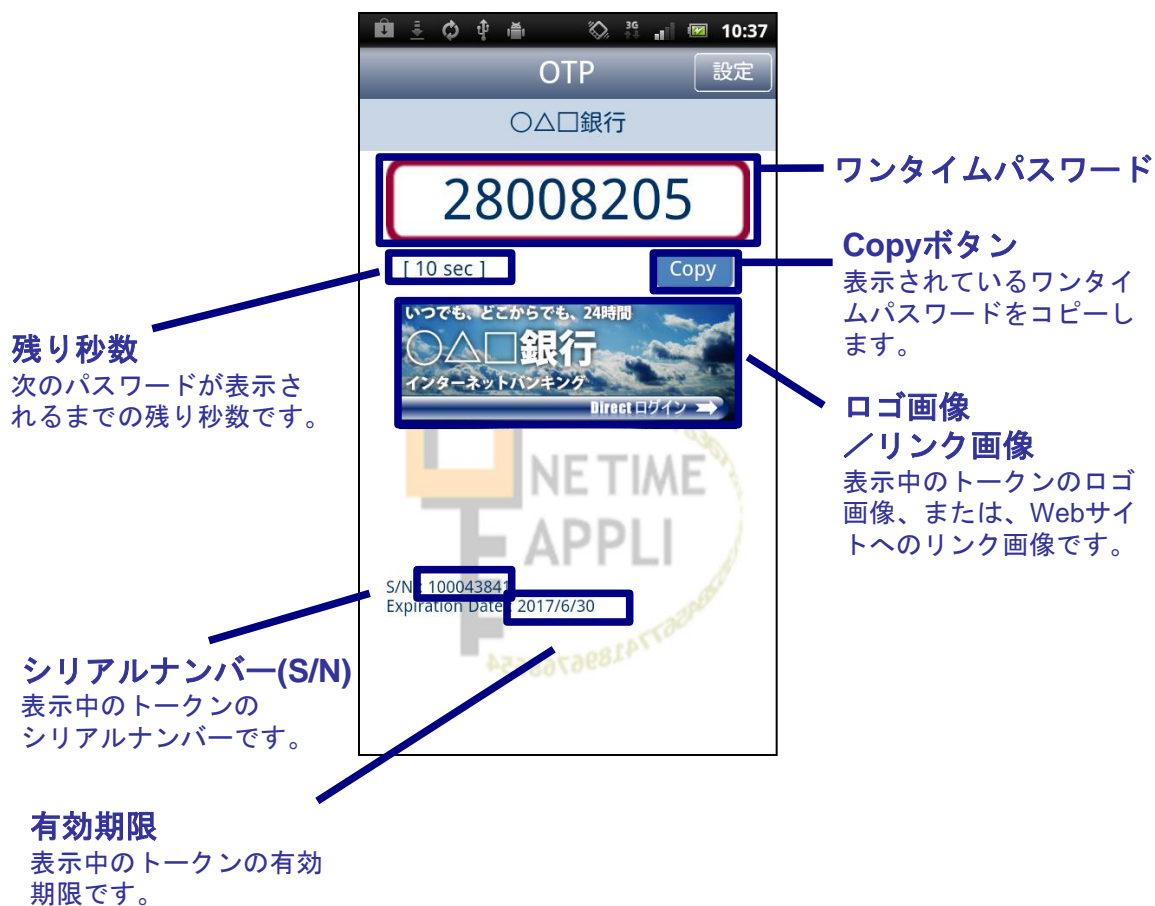 3G
10:37
OTP
設定
○△□銀行
28008205
ワンタイムパスワード
[ 10 sec ]
Copy
Copyボタン
表示されているワンタイ
ムパスワードをコピーし
ます。
いつでも、どこからでも、24時間
○△□銀行
インターネットバンキング
Direct ログイン
残り秒数
次のパスワードが表示さ
れるまでの残り秒数です。
ロゴ画像
／リンク画像
表示中のトークンのロゴ
画像、または、Webサイ
トへのリンク画像です。
NE TIME
APPLI
S/N: 100043841
Expiration Date: 2017/6/30
シリアルナンバー(S/N)
表示中のトークンの
シリアルナンバーです。
有効期限
表示中のトークンの有効
期限です。